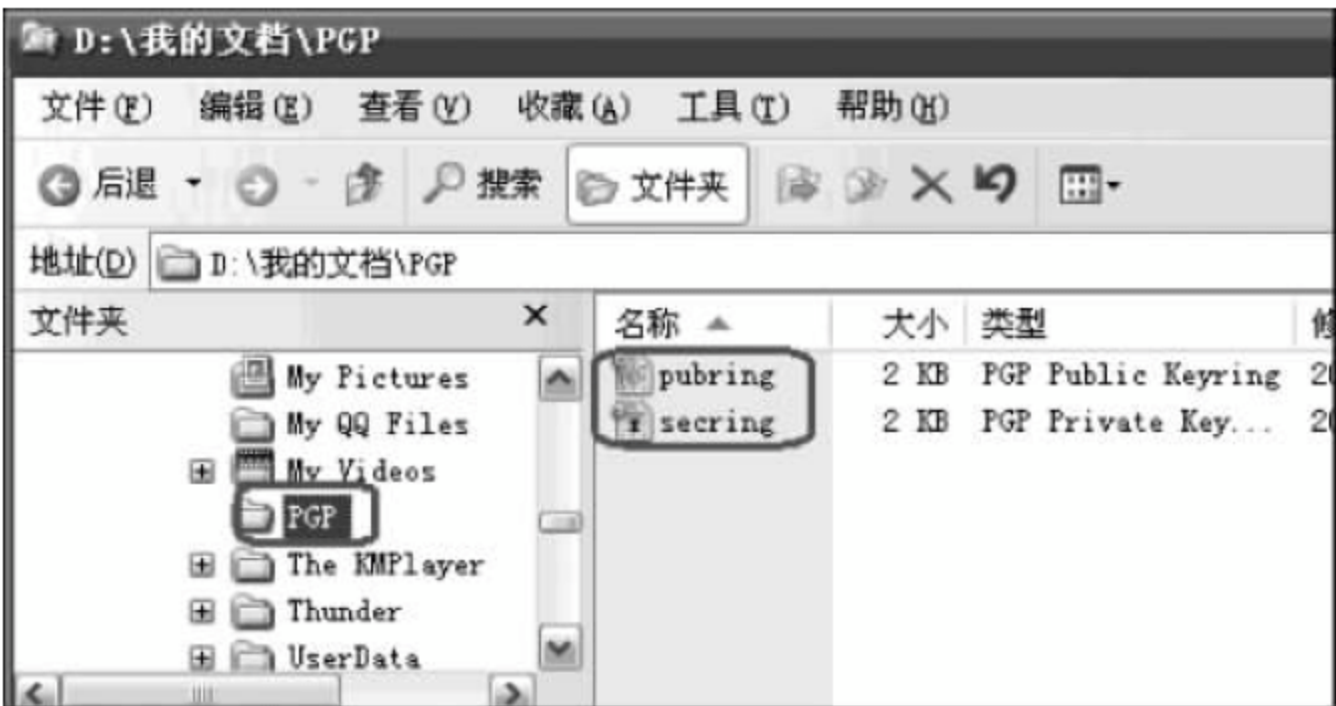 D:\我的文档\PGP
文件(F) 编辑(E) 查看(V) 收藏(A) 工具(T) 帮助(H)
后退 搜索 文件夹
地址(D) D:\我的文档\PGP
文件夹 × 名称 大小 类型
My Pictures
pubring 2 KB PGP Public Keyring
My QQ Files
secring 2 KB PGP Private Key...
My Videos
PGP
The KMPlayer
Thunder
UserData